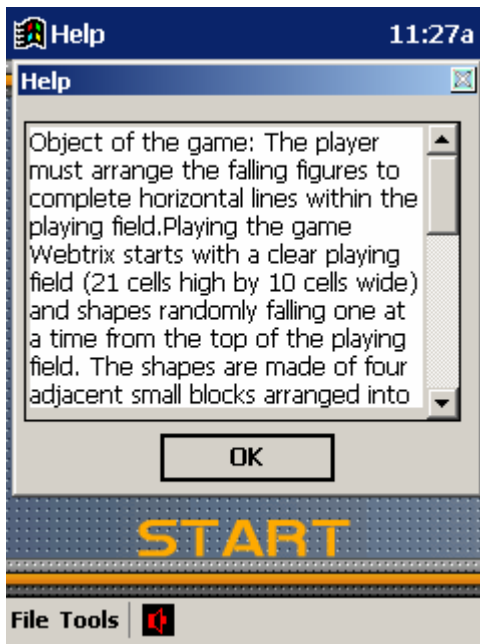 Help 11:27a
Help
Object of the game: The player
must arrange the falling figures to
complete horizontal lines within the
playing field.Playing the game
Webtrix starts with a clear playing
field (21 cells high by 10 cells wide)
and shapes randomly falling one at
a time from the top of the playing
field. The shapes are made of four
adjacent small blocks arranged into
OK
START
File Tools